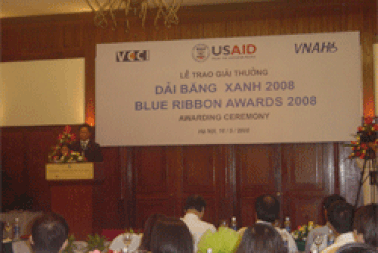 VCCI
USAID
VNAH
LỄ TRAO GIẢI THƯỞNG
DẢI BĂNG XANH 2008
BLUE RIBBON AWARDS 2008
AWARDING CEREMONY